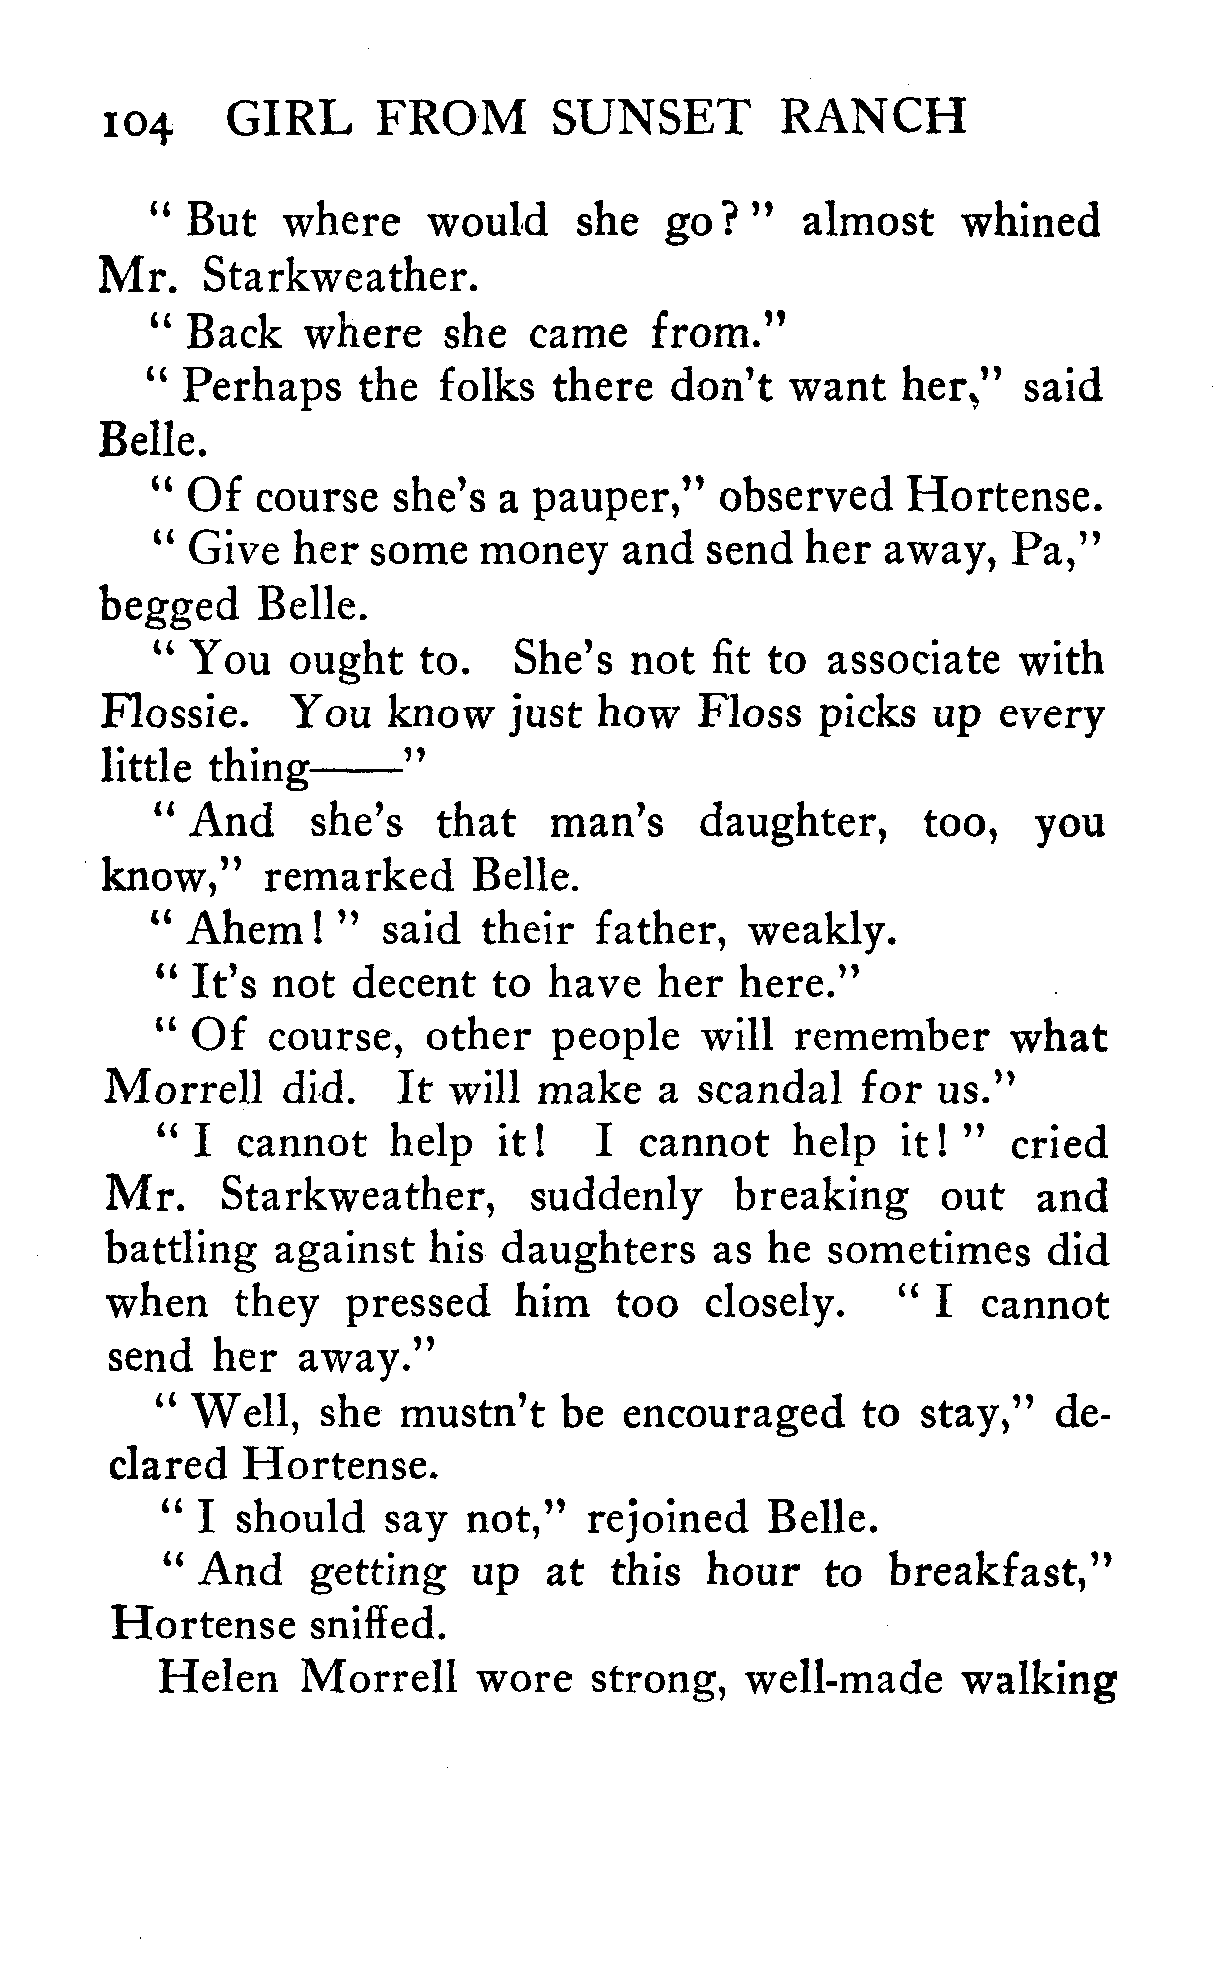 104 GIRL FROM SUNSET RANCH
" But where would she go ? " almost whined
Mr. Starkweather.
" Back where she came from."
" Perhaps the folks there don't want her," said
Belle.
" Of course she's a pauper," observed Hortense.
" Give her some money and send her away, Pa,"
begged Belle.
" You ought to. She's not fit to associate with
Flossie. You know just how Floss picks up every
little thing——"
" And she's that man's daughter, too, you
know," remarked Belle.
" Ahem ! " said their father, weakly.
" It's not decent to have her here."
" Of course, other people will remember what
Morrell did. It will make a scandal for us."
" I cannot help it! I cannot help it! " cried
Mr. Starkweather, suddenly breaking out and
battling against his daughters as he sometimes did
when they pressed him too closely. " I cannot
send her away."
" Well, she mustn't be encouraged to stay," de-
clared Hortense.
" I should say not," rejoined Belle.
" And getting up at this hour to breakfast,"
Hortense sniffed.
Helen Morrell wore strong, well-made walking